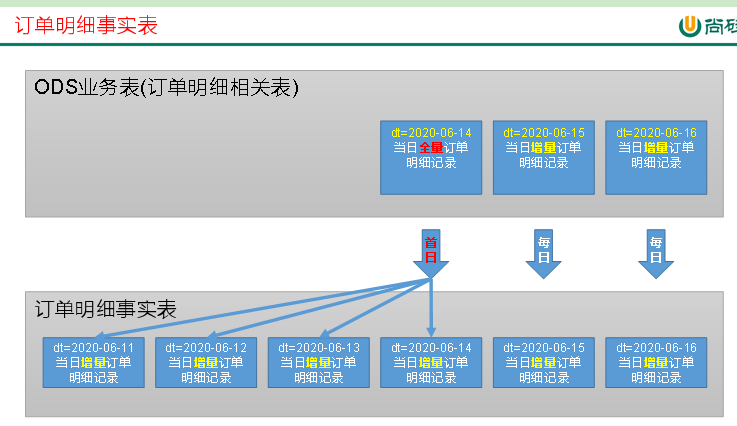 订单明细事实表
尚硅
ODS业务表(订单明细相关表)
dt=2020-06-14
当日全量订单
明细记录
dt=2020-06-15
当日增量订单
明细记录
dt=2020-06-16
当日增量订单
明细记录
首
日
每
日
每
日
订单明细事实表
dt=2020-06-11
当日增量订单
明细记录
dt=2020-06-12
当日增量订单
明细记录
dt=2020-06-13
当日增量订单
明细记录
dt=2020-06-14
当日增量订单
明细记录
dt=2020-06-15
当日增量订单
明细记录
dt=2020-06-16
当日增量订单
明细记录